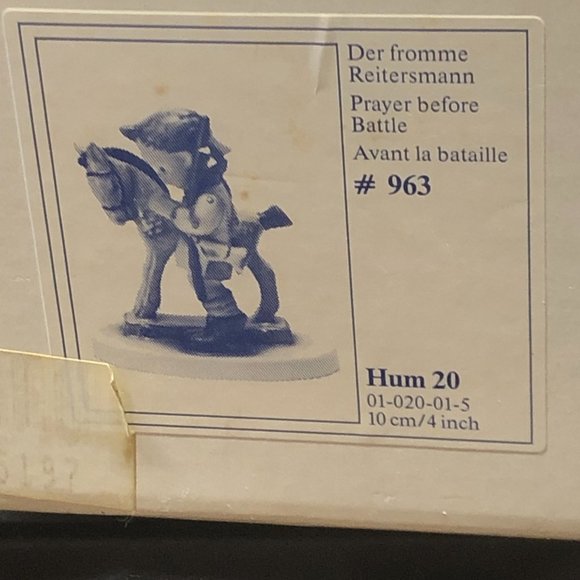 Der fromme
Reitersmann
Prayer before
Battle
Avant la bataille
# 963
Hum 20
01-020-01-5
10 cm/4 inch